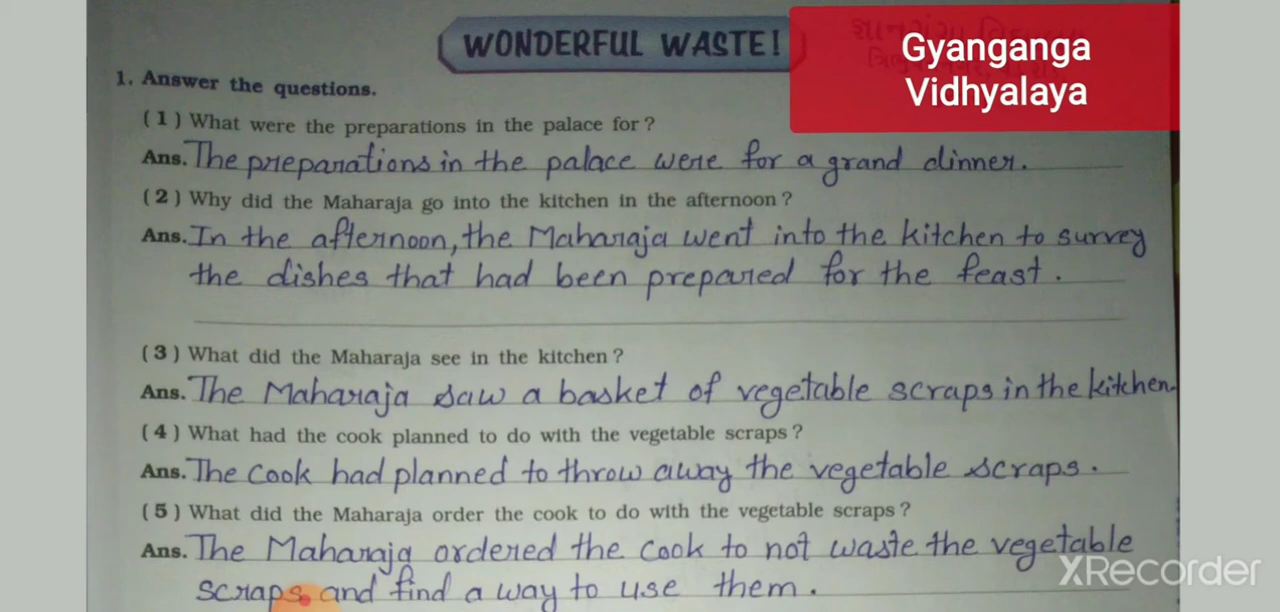 WONDERFUL WASTE!
Gyanganga
Vidhyalaya
1. Answer the questions.
(1) What were the preparations in the palace for?
Ans. The preparations in the palace were for a grand dinner.
(2) Why did the Maharaja go into the kitchen in the afternoon?
Ans. In the afternoon, the Maharaja went into the kitchen to survey
the dishes that had been prepared for the feast.
(3) What did the Maharaja see in the kitchen?
Ans. The Maharaja saw a basket of vegetable scraps in the kitchen.
(4) What had the cook planned to do with the vegetable scraps?
Ans. The cook had planned to throw away the vegetable scraps.
(5) What did the Maharaja order the cook to do with the vegetable scraps?
Ans. The Maharaja ordered the cook to not waste the vegetable
scraps and find a way to use them.
XRecorder